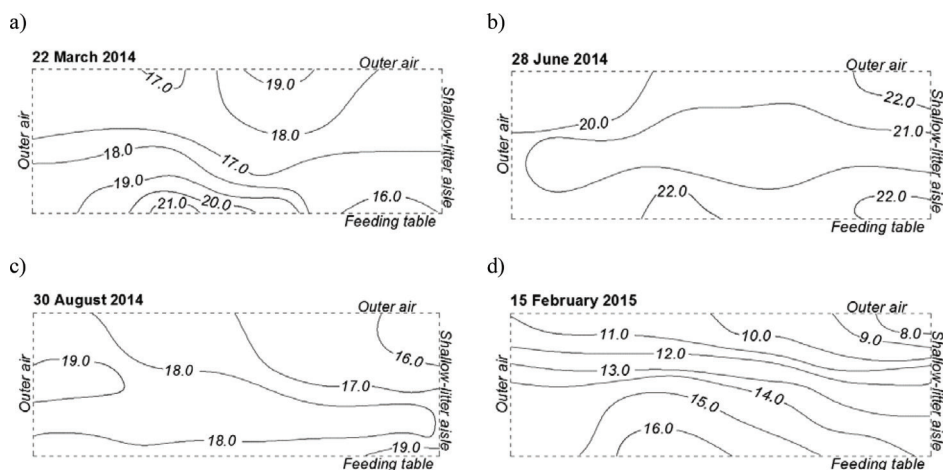 a)
22 March 2014
Outer air
17.0
19.0
18.0
Outer air
Shallow-litter aisle
18.0
17.0
19.0
21.0
20.0
16.0
Feeding table
b)
28 June 2014
Outer air
22.0
20.0
21.0
Outer air
Shallow-litter aisle
22.0
22.0
Feeding table
c)
30 August 2014
Outer air
16.0
19.0
18.0
17.0
Outer air
Shallow-litter aisle
18.0
19.0
Feeding table
d)
15 February 2015
Outer air
11.0
10.0
9.0
8.0
12.0
13.0
Outer air
Shallow-litter aisle
14.0
15.0
16.0
Feeding table